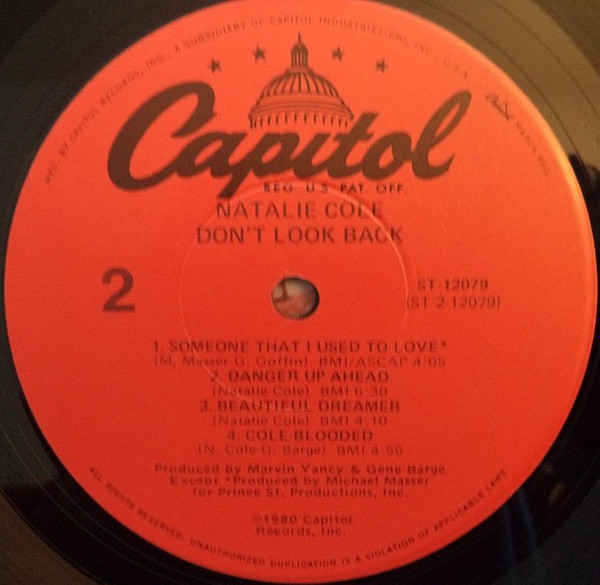 MFD. BY CAPITOL RECORDS, INC., A SUBSIDIARY OF CAPITOL INDUSTRIES-EMI, INC., U.S.A.
Capitol MARCA REG.
Capitol
REG. U.S. PAT. OFF.
NATALIE COLE
DON'T LOOK BACK
2
ST-12079
(ST 2-12079)
1. SOMEONE THAT I USED TO LOVE*
(M. Masser-G. Goffin) BMI/ASCAP 4:05
2. DANGER UP AHEAD
(Natalie Cole) BMI 6:30
3. BEAUTIFUL DREAMER
(Natalie Cole) BMI 4:10
4. COLE-BLOODED
(N. Cole-G. Barge) BMI 4:56
Produced by Marvin Yancy & Gene Barge
Except *Produced by Michael Masser
for Prince St. Productions, Inc.
©1980 Capitol
Records, Inc.
ALL RIGHTS RESERVED. UNAUTHORIZED DUPLICATION IS A VIOLATION OF APPLICABLE LAWS